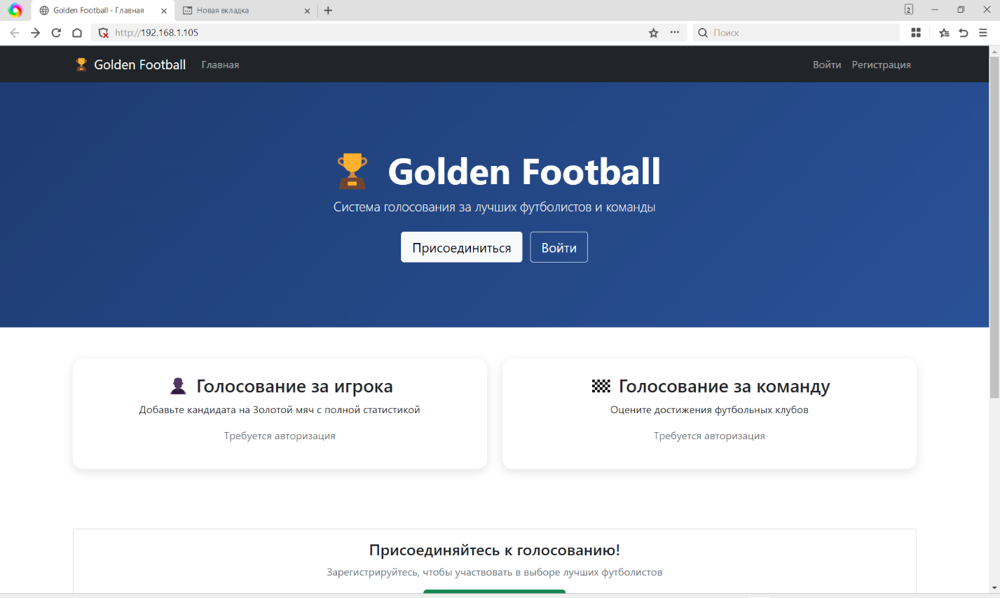 Golden Football - Главная
Новая вкладка
2
http://192.168.1.105
Поиск
Golden Football
Главная
Войти
Регистрация
Golden Football
Система голосования за лучших футболистов и команды
Присоединиться
Войти
Голосование за игрока
Добавьте кандидата на Золотой мяч с полной статистикой
Требуется авторизация
Голосование за команду
Оцените достижения футбольных клубов
Требуется авторизация
Присоединяйтесь к голосованию!
Зарегистрируйтесь, чтобы участвовать в выборе лучших футболистов